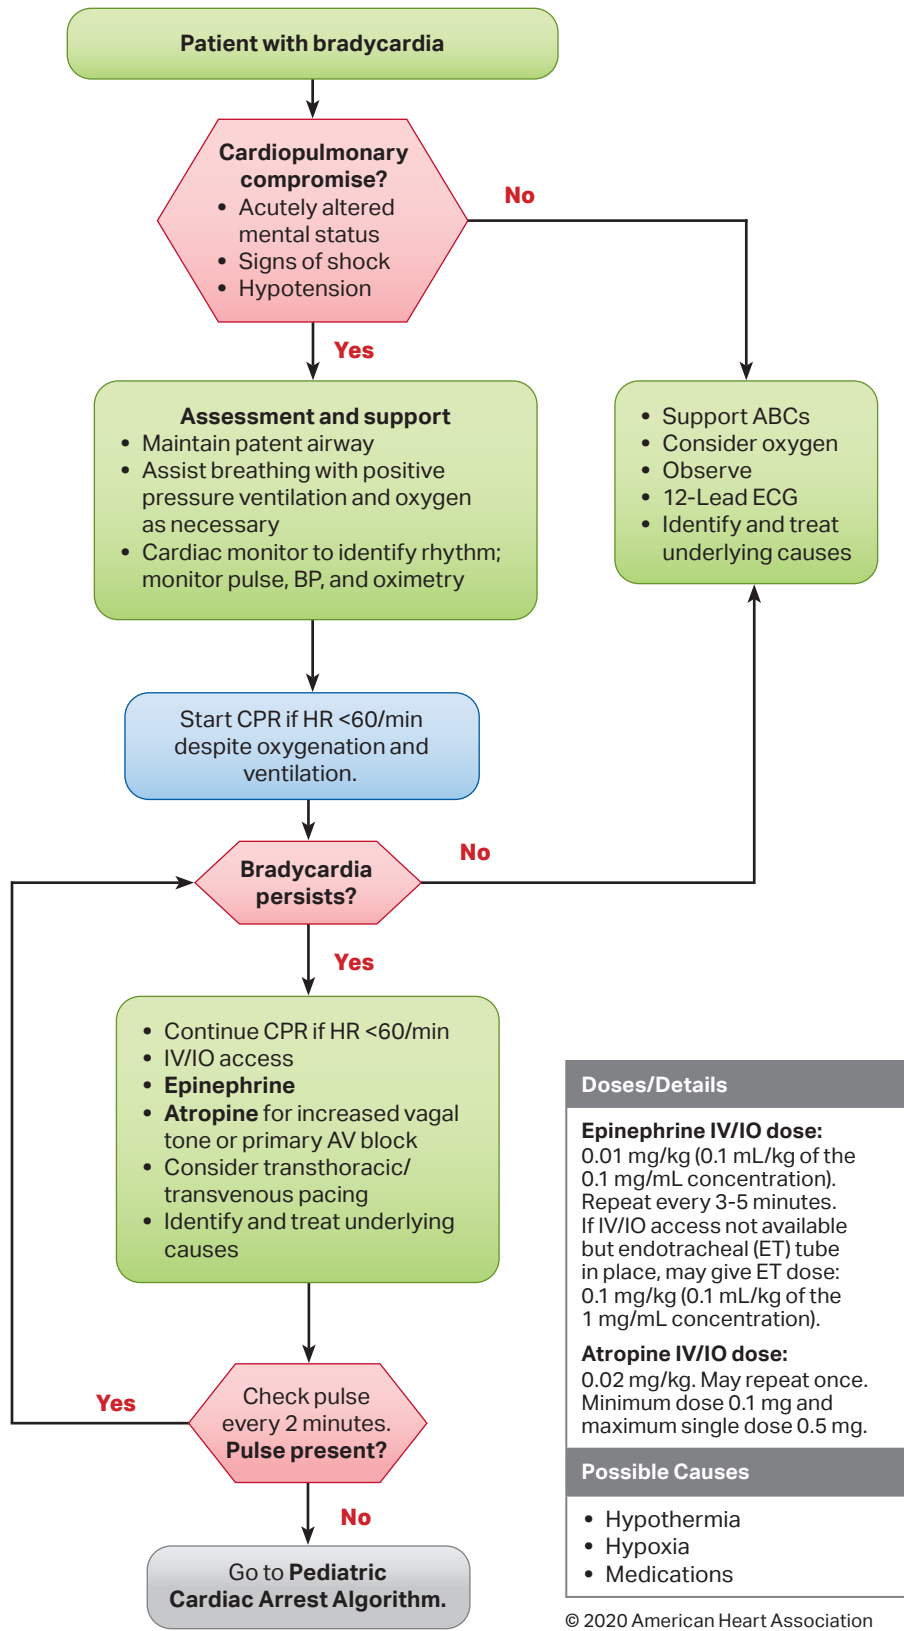 Patient with bradycardia
Cardiopulmonary
compromise?
• Acutely altered
mental status
• Signs of shock
• Hypotension
No
Yes
Assessment and support
• Maintain patent airway
• Assist breathing with positive
pressure ventilation and oxygen
as necessary
• Cardiac monitor to identify rhythm;
monitor pulse, BP, and oximetry
• Support ABCs
• Consider oxygen
• Observe
• 12-Lead ECG
• Identify and treat
underlying causes
Start CPR if HR <60/min
despite oxygenation and
ventilation.
Bradycardia
persists?
No
Yes
• Continue CPR if HR <60/min
• IV/IO access
• Epinephrine
• Atropine for increased vagal
tone or primary AV block
• Consider transthoracic/
transvenous pacing
• Identify and treat underlying
causes
Check pulse
every 2 minutes.
Pulse present?
Yes
No
Go to Pediatric
Cardiac Arrest Algorithm.
Doses/Details
Epinephrine IV/IO dose:
0.01 mg/kg (0.1 mL/kg of the
0.1 mg/mL concentration).
Repeat every 3-5 minutes.
If IV/IO access not available
but endotracheal (ET) tube
in place, may give ET dose:
0.1 mg/kg (0.1 mL/kg of the
1 mg/mL concentration).
Atropine IV/IO dose:
0.02 mg/kg. May repeat once.
Minimum dose 0.1 mg and
maximum single dose 0.5 mg.
Possible Causes
• Hypothermia
• Hypoxia
• Medications
© 2020 American Heart Association